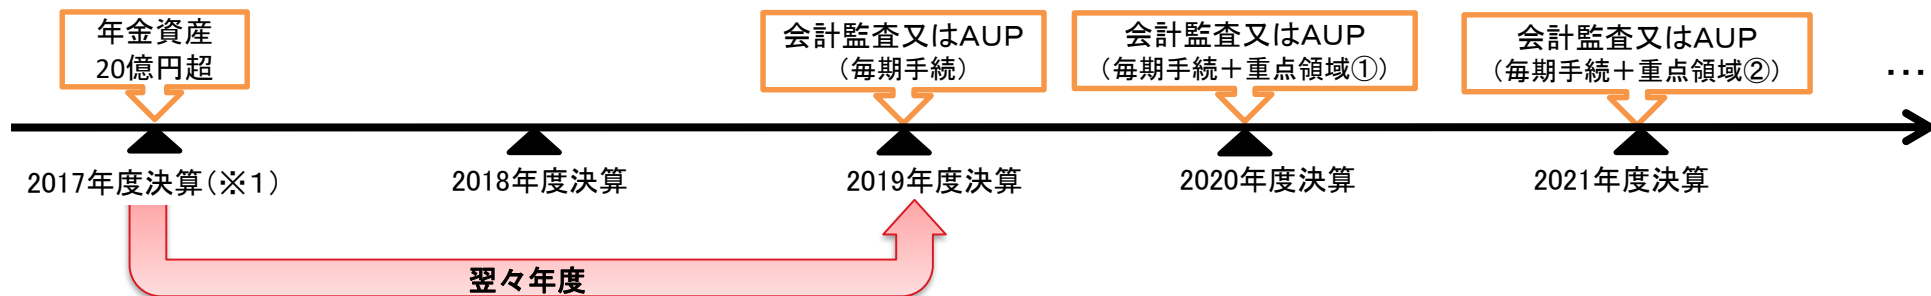 年金資産
20億円超
会計監査又はAUP
（毎期手続）
会計監査又はAUP
（毎期手続＋重点領域①）
会計監査又はAUP
（毎期手続＋重点領域②）
…
2017年度決算（※１）
2018年度決算
2019年度決算
2020年度決算
2021年度決算
翌々年度